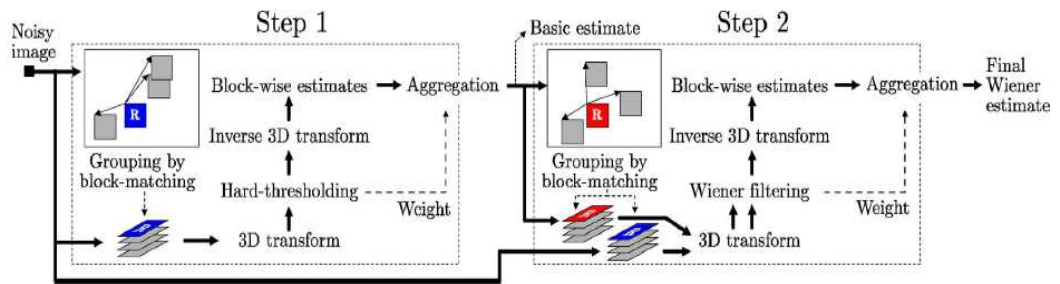 Step 1
Step 2
Noisy
image
R
Block-wise estimates
Aggregation
Inverse 3D transform
Grouping by
block-matching
Hard-thresholding
Weight
3D transform
Basic estimate
R
Block-wise estimates
Aggregation
Final
Wiener
estimate
Inverse 3D transform
Grouping by
block-matching
Wiener filtering
Weight
3D transform